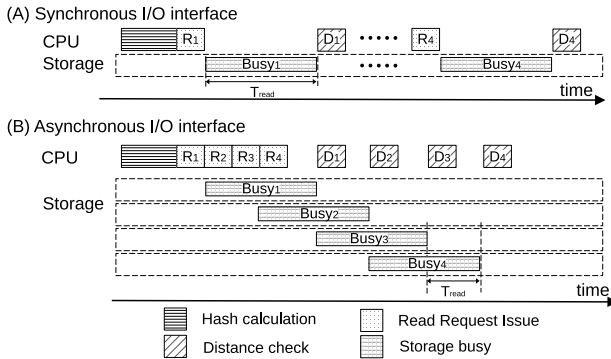 (A) Synchronous I/O interface
CPU R1 D1 ..... R4 D4
Storage Busy1 ..... Busy4
Tread time
(B) Asynchronous I/O interface
CPU R1 R2 R3 R4 D1 D2 D3 D4
Busy1
Storage
Busy2
Busy3
Busy4
Tread
time
Hash calculation Read Request Issue
Distance check Storage busy